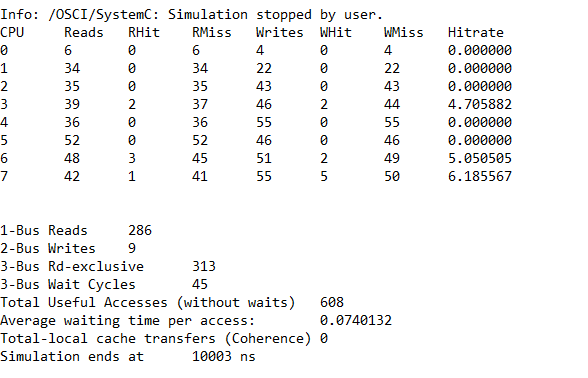 Info: /OSCI/SystemC: Simulation stopped by user.
CPU Reads RHit RMiss Writes WHit WMiss Hitrate
0 6 0 6 4 0 4 0.000000
1 34 0 34 22 0 22 0.000000
2 35 0 35 43 0 43 0.000000
3 39 2 37 46 2 44 4.705882
4 36 0 36 55 0 55 0.000000
5 52 0 52 46 0 46 0.000000
6 48 3 45 51 2 49 5.050505
7 42 1 41 55 5 50 6.185567
1-Bus Reads 286
2-Bus Writes 9
3-Bus Rd-exclusive 313
3-Bus Wait Cycles 45
Total Useful Accesses (without waits) 608
Average waiting time per access: 0.0740132
Total-local cache transfers (Coherence) 0
Simulation ends at 10003 ns